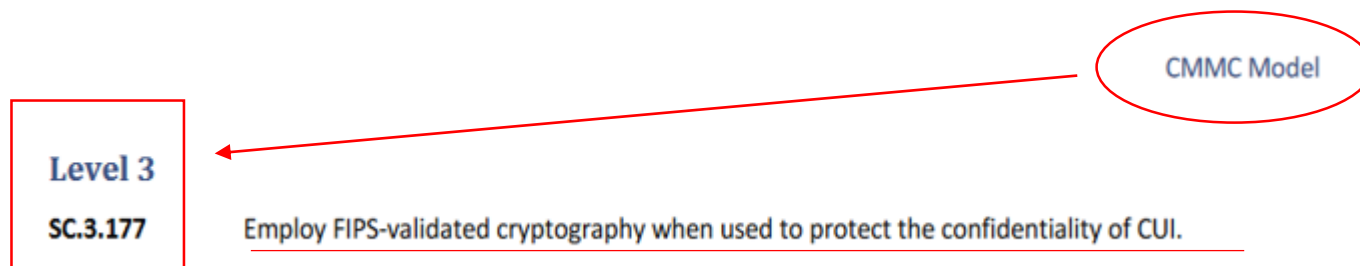 CMMC Model
Level 3
SC.3.177 Employ FIPS-validated cryptography when used to protect the confidentiality of CUI.